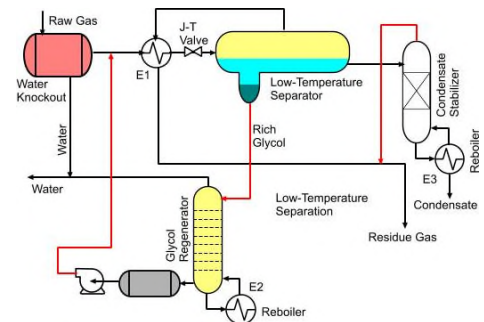 Raw Gas
J-T
Valve
E1
Water
Knockout
Low-Temperature
Separator
Condensate
Stabilizer
Reboiler
Rich
Glycol
Water
E3
Water
Low-Temperature
Separation
Condensate
Glycol
Regenerator
Residue Gas
E2
Reboiler